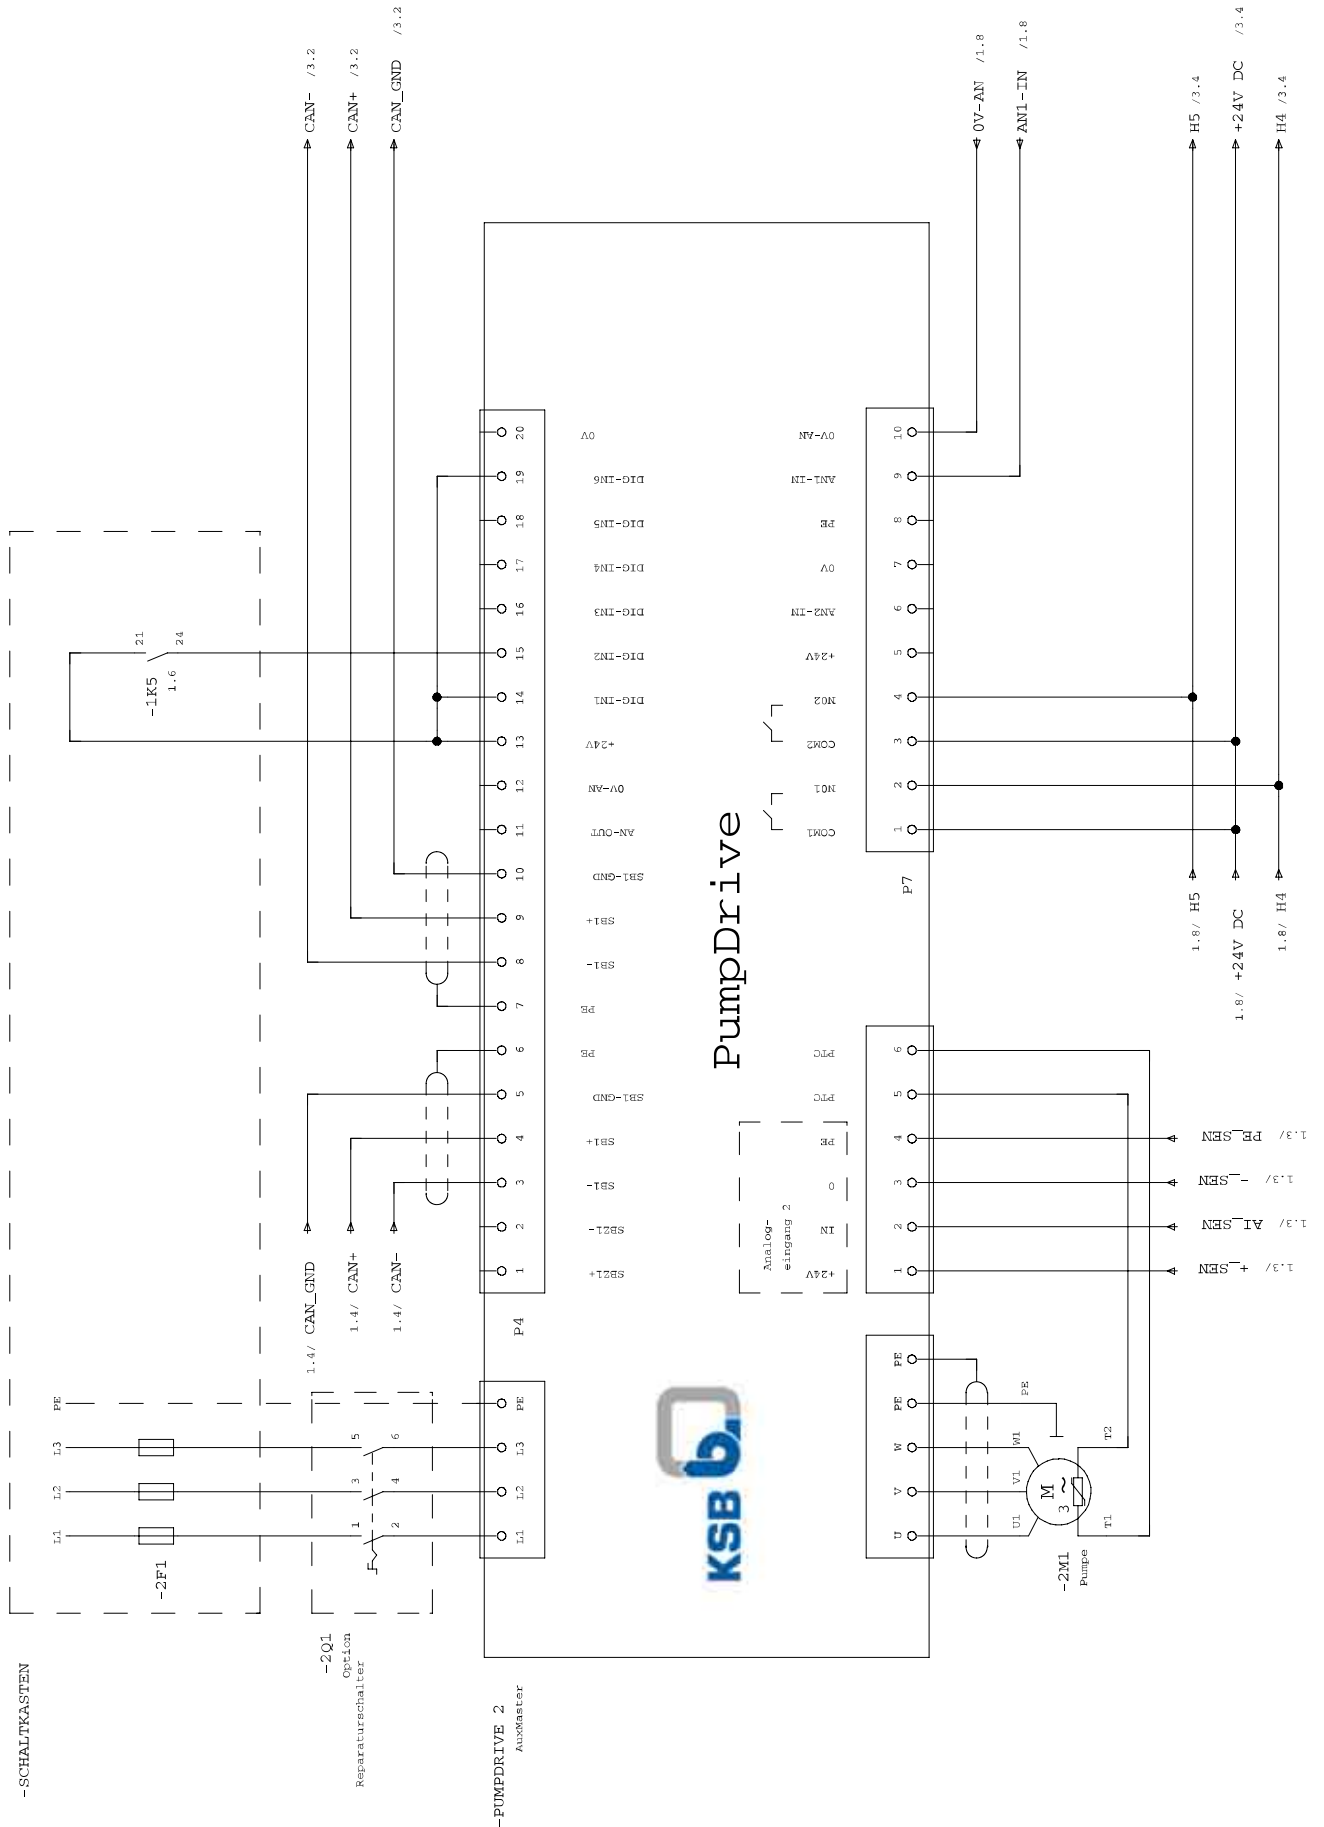 -SCHALTKASTEN
L1
L2
L3
PE
-2F1
-1K5
1.6
21
24
-2Q1
Option
Reparaturschalter
1
2
3
4
5
6
1.4/ CAN_GND
1.4/ CAN+
1.4/ CAN-
CAN- /3.2
CAN+ /3.2
CAN_GND /3.2
-PUMPDRIVE 2
AuxMaster
L1
L2
L3
PE
P4
1 SBZ1+
2 SBZ1-
3 SB1-
4 SB1+
5 SB1-GND
6 PE
7 PE
8 SB1-
9 SB1+
10 SB1-GND
11 AN-OUT
12 0V-AN
13 +24V
14 DIG-IN1
15 DIG-IN2
16 DIG-IN3
17 DIG-IN4
18 DIG-IN5
19 DIG-IN6
20 0V
KSB b
PumpDrive
Analog-
eingang 2
+24V 1
IN 2
0 3
PE 4
PTC 5
PTC 6
P7
COM1 1
NO1 2
COM2 3
NO2 4
+24V 5
AN2-IN 6
0V 7
PE 8
AN1-IN 9
0V-AN 10
U
V
W
PE
PE
U1
V1
W1
PE
M
3 ~
T1
T2
-2M1
Pumpe
1.3/ +_SEN
1.3/ AI_SEN
1.3/ -_SEN
1.3/ PE_SEN
1.8/ H5
1.8/ +24V DC
1.8/ H4
0V-AN /1.8
AN1-IN /1.8
H5 /3.4
+24V DC /3.4
H4 /3.4